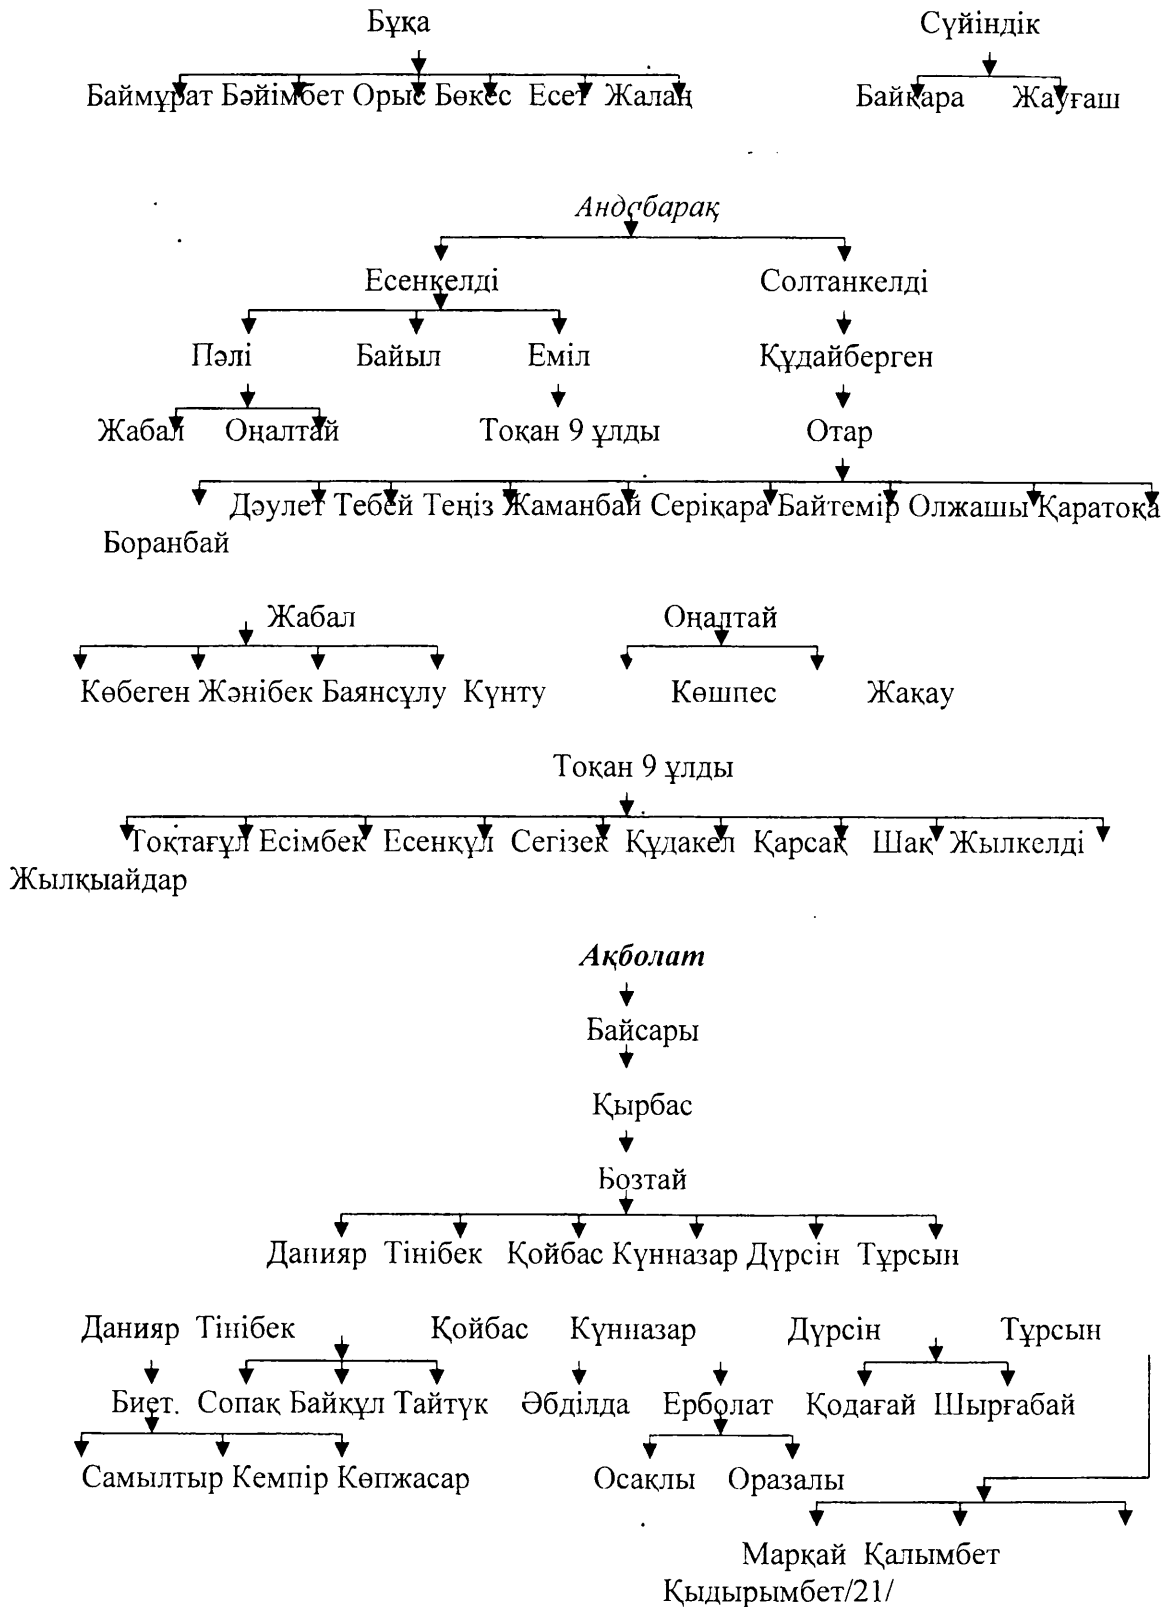 Бұқа Сүйіндік
Баймұрат Бәйімбет Орыс Бөкес Есет Жалаң Байқара Жауғаш
Андабарақ
Есенкелді Солтанкелді
Пәлі Байыл Еміл Құдайберген
Жабал Оңалтай Тоқан 9 ұлды Отар
Дәулет Тебей Теңіз Жаманбай Серіқара Байтемір Олжашы Қаратоқа
Боранбай
Жабал Оңалтай
Көбеген Жәнібек Баянсұлу Күнту Көшпес Жақау
Тоқан 9 ұлды
Тоқтағұл Есімбек Есенқұл Сегізек Құдакел Қарсақ Шақ Жылкелді
Жылқыайдар
Ақболат
Байсары
Қырбас
Бозтай
Данияр Тінібек Қойбас Күнназар Дүрсін Тұрсын
Данияр Тінібек Қойбас Күнназар Дүрсін Тұрсын
Биет. Сопақ Байқұл Тайтүк Әбділда Ерболат Қодағай Шырғабай
Самылтыр Кемпір Көпжасар Осақлы Оразалы
Марқай Қалымбет
Қыдырымбет/21/